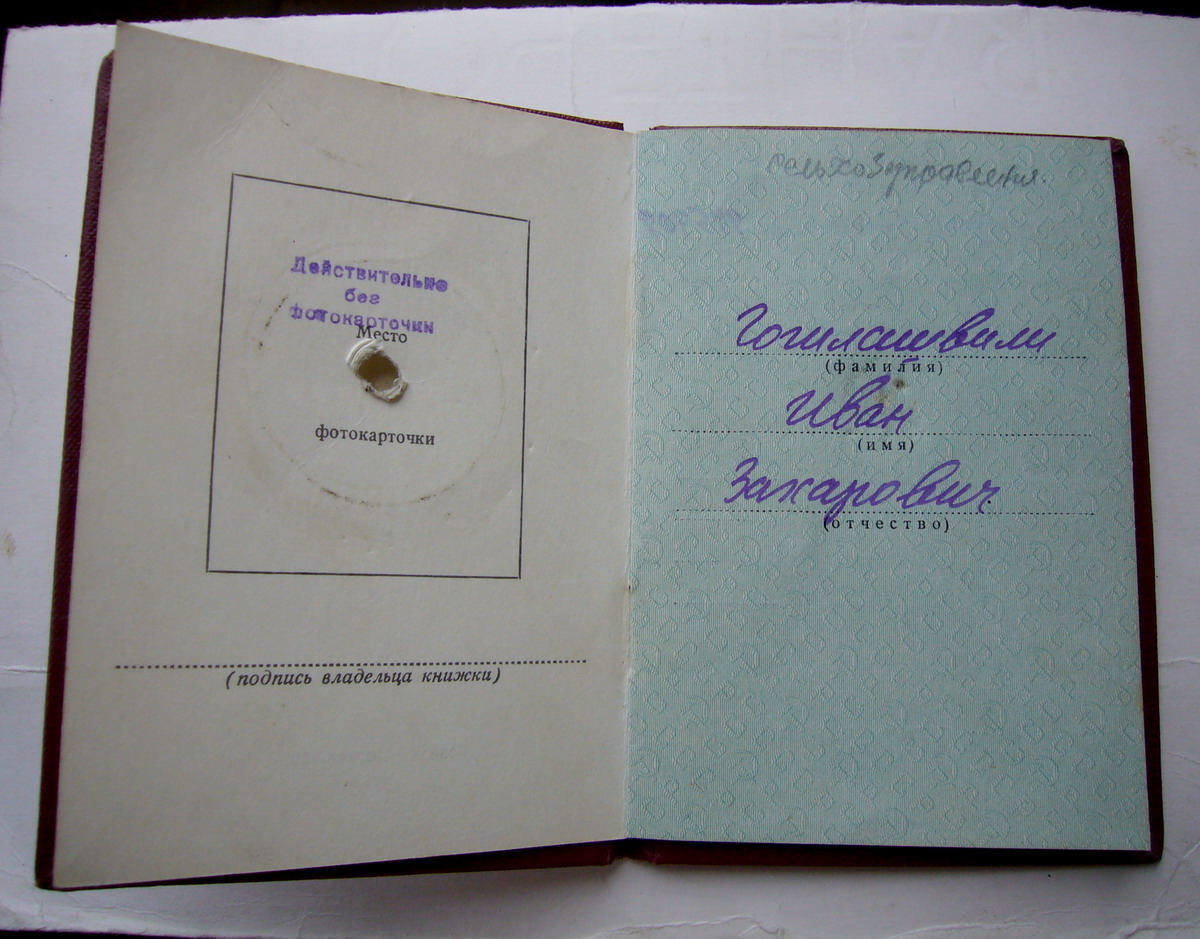 Действительно
без
фотокарточки
Место
фотокарточки
(подпись владельца книжки)
сельхозуправления.
Гогилашвили
(фамилия)
Иван
(имя)
Захарович
(отчество)